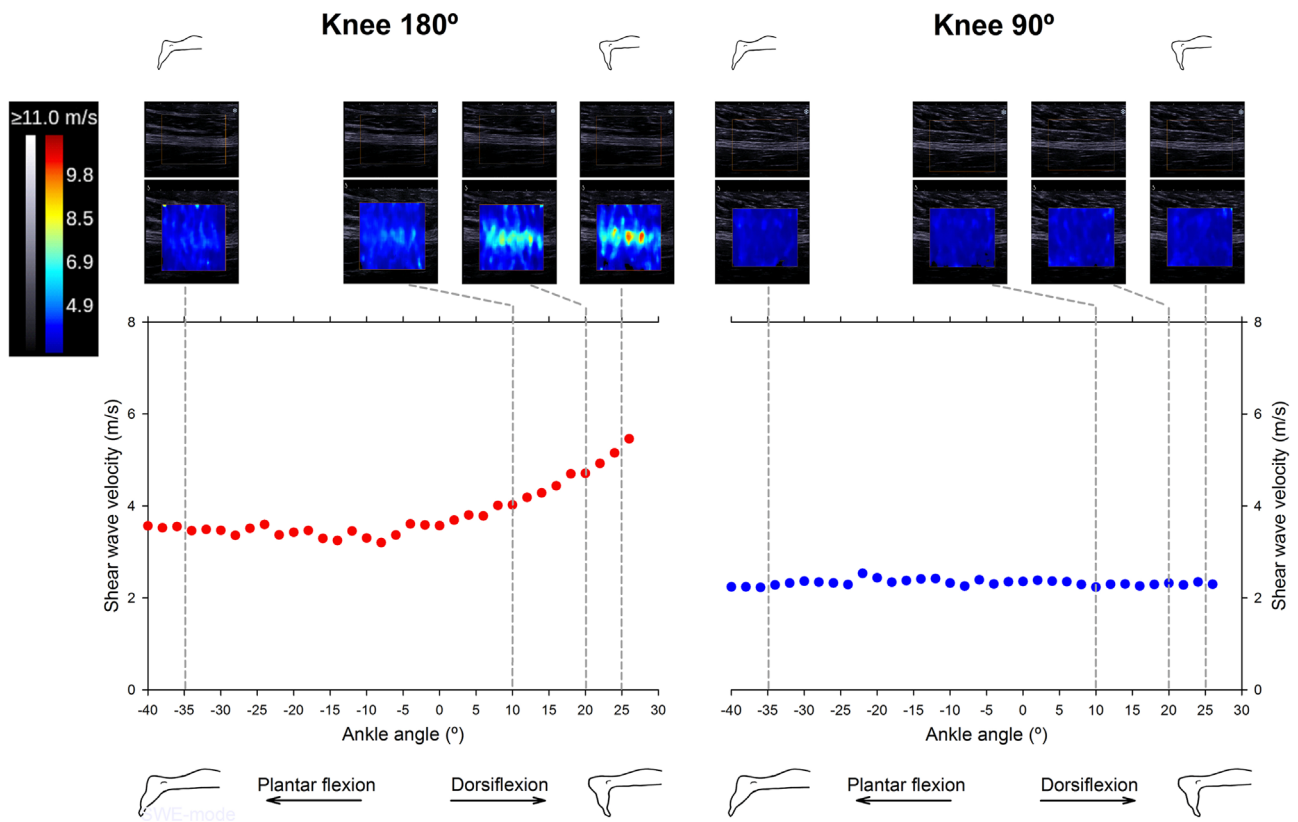 Knee 180º
Knee 90º
≥11.0 m/s
9.8
8.5
6.9
4.9
8
6
4
2
0
Shear wave velocity (m/s)
-40 -35 -30 -25 -20 -15 -10 -5 0 5 10 15 20 25 30
Ankle angle (º)
8
6
4
2
0
Shear wave velocity (m/s)
-40 -35 -30 -25 -20 -15 -10 -5 0 5 10 15 20 25 30
Ankle angle (º)
Plantar flexion
Dorsiflexion
Plantar flexion
Dorsiflexion
SWE-mode